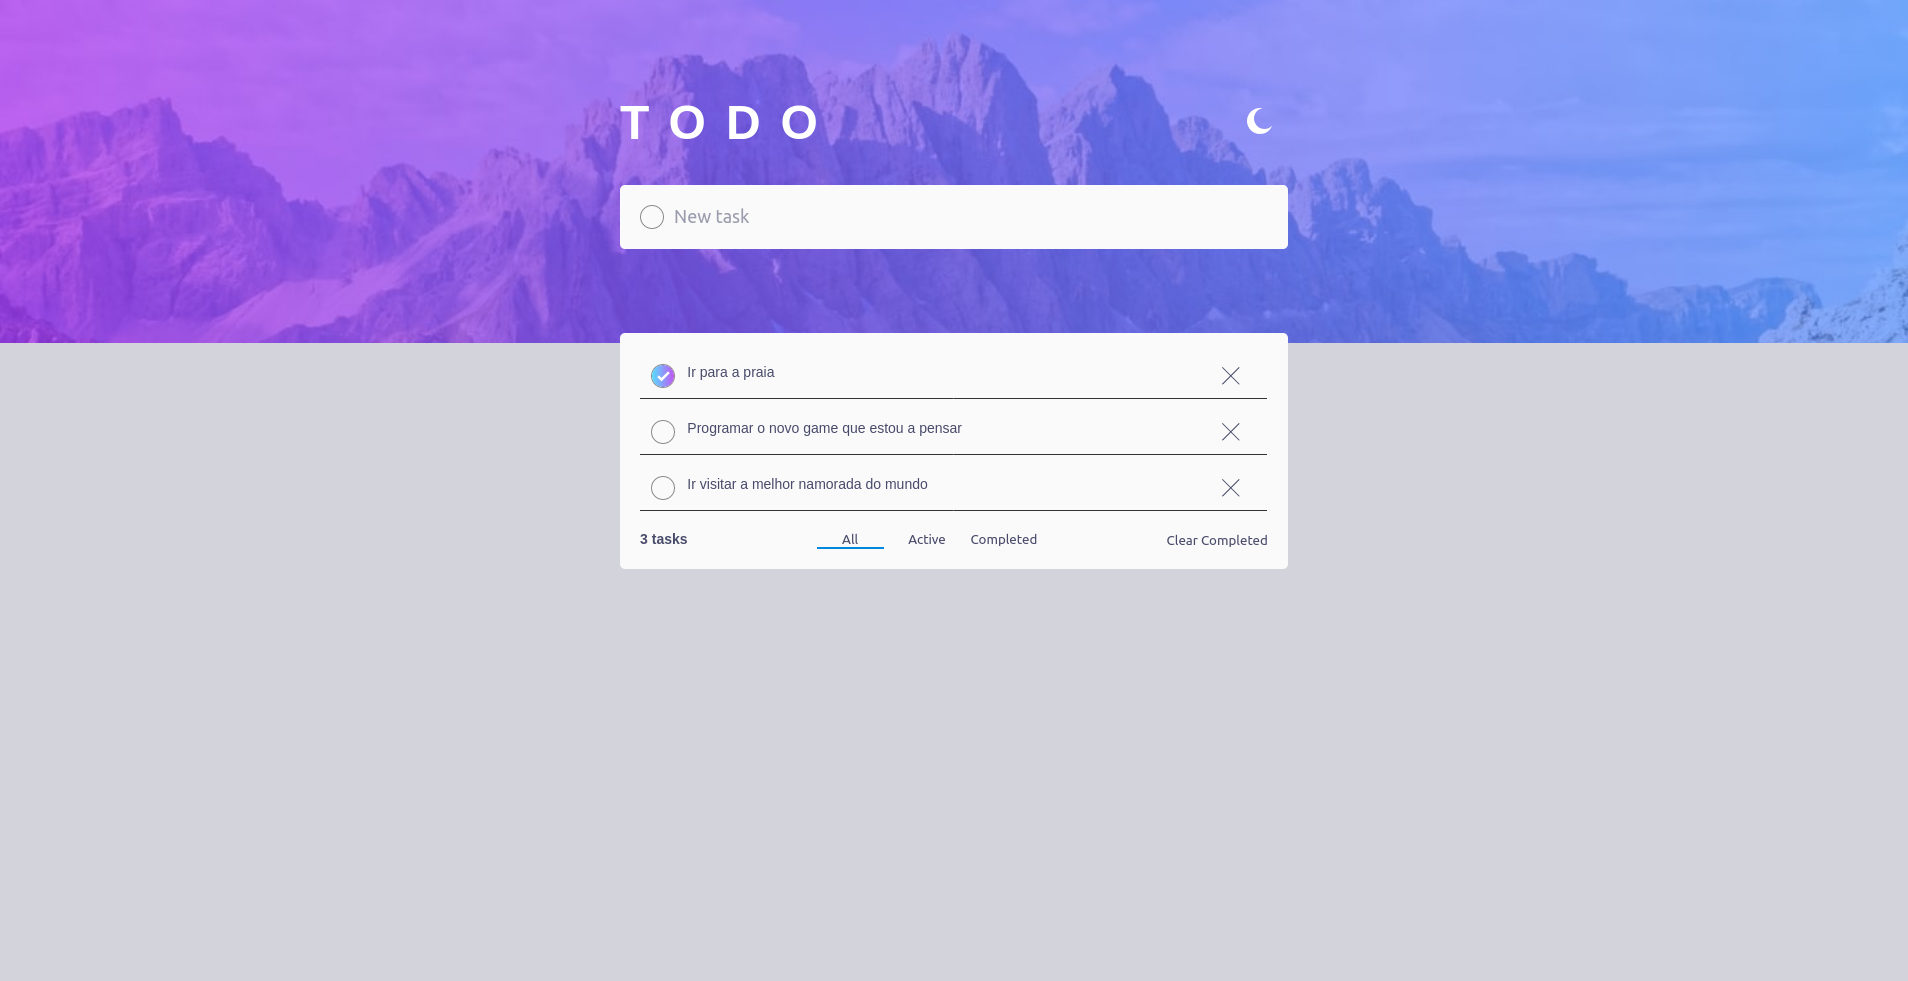 TODO
New task
Ir para a praia
Programar o novo game que estou a pensar
Ir visitar a melhor namorada do mundo
3 tasks All Active Completed Clear Completed